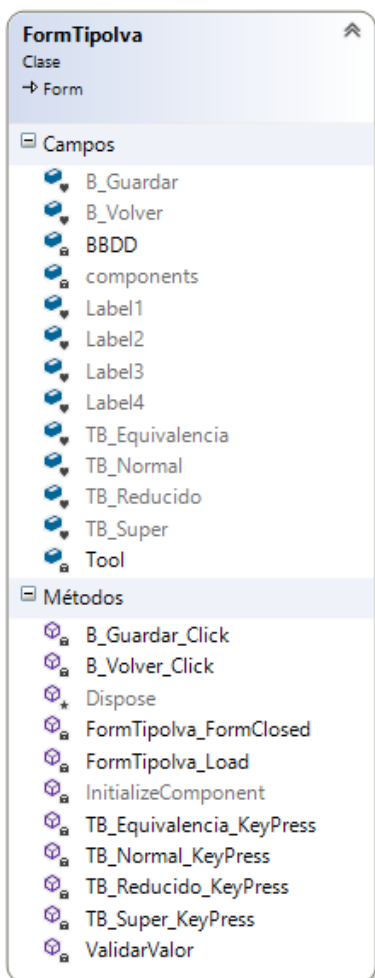 FormTipoIva
Clase
Form
Campos
B_Guardar
B_Volver
BBDD
components
Label1
Label2
Label3
Label4
TB_Equivalencia
TB_Normal
TB_Reducido
TB_Super
Tool
Métodos
B_Guardar_Click
B_Volver_Click
Dispose
FormTipoIva_FormClosed
FormTipoIva_Load
InitializeComponent
TB_Equivalencia_KeyPress
TB_Normal_KeyPress
TB_Reducido_KeyPress
TB_Super_KeyPress
ValidarValor